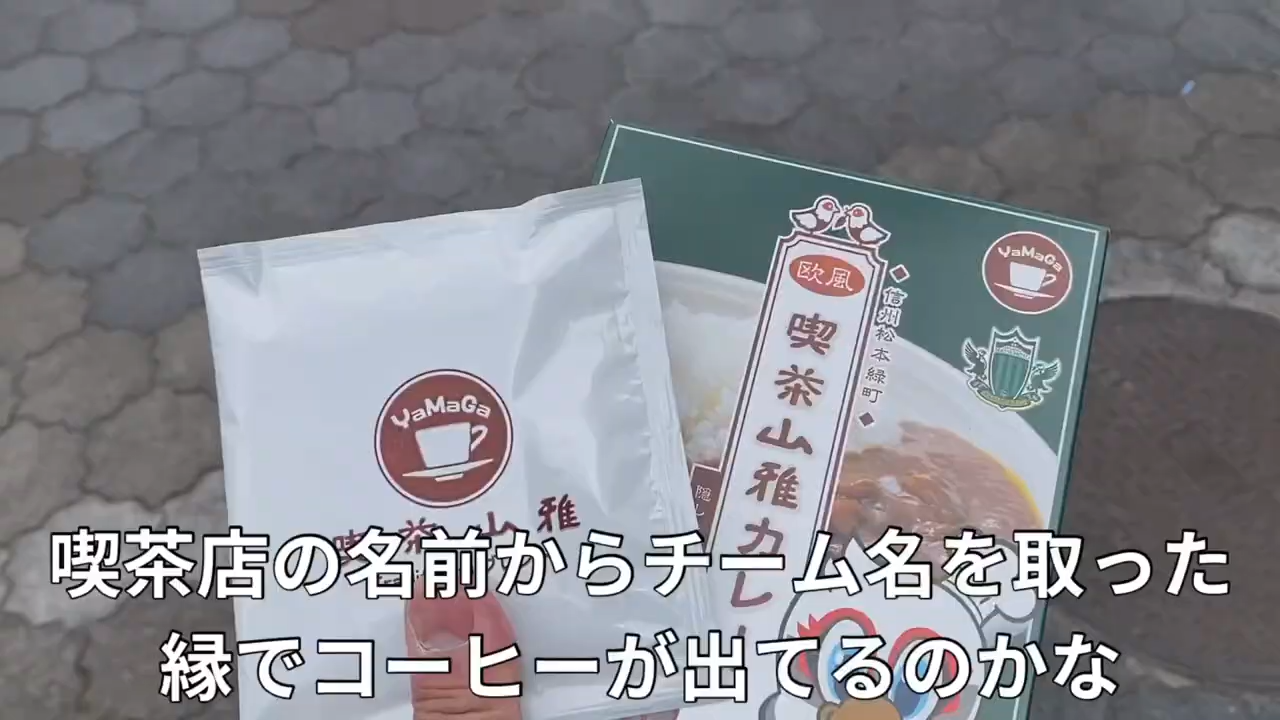 YaMaGa
喫茶山雅
欧風
喫茶山雅カレー
信州松本緑町
YaMaGa
喫茶店の名前からチーム名を取った
縁でコーヒーが出てるのかな